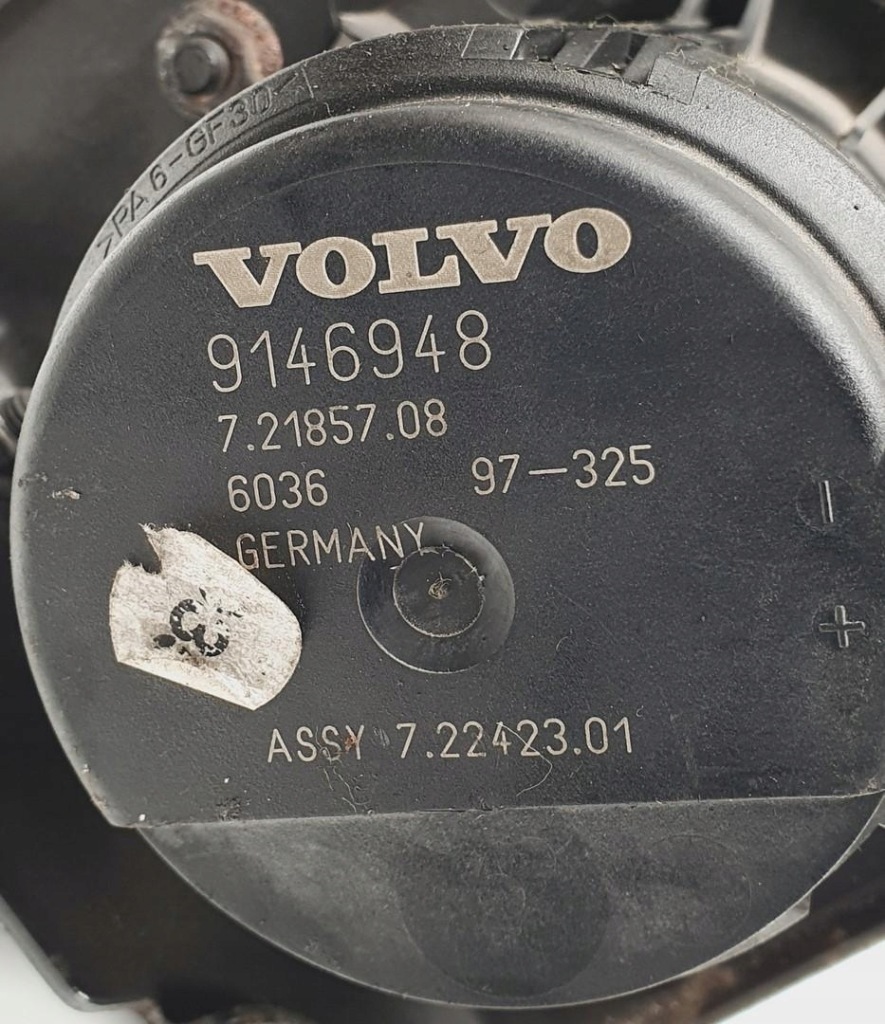 >PA 6-GF30<
VOLVO
9146948
7.21857.08
6036 97-325
GERMANY
-
+
ASSY 7.22423.01